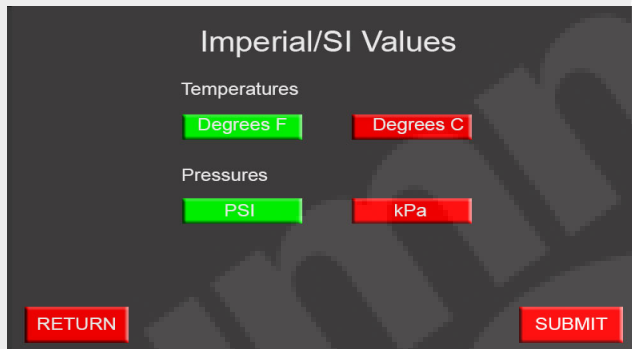 Imperial/SI Values
Temperatures
Degrees F Degrees C
Pressures
PSI kPa
RETURN SUBMIT